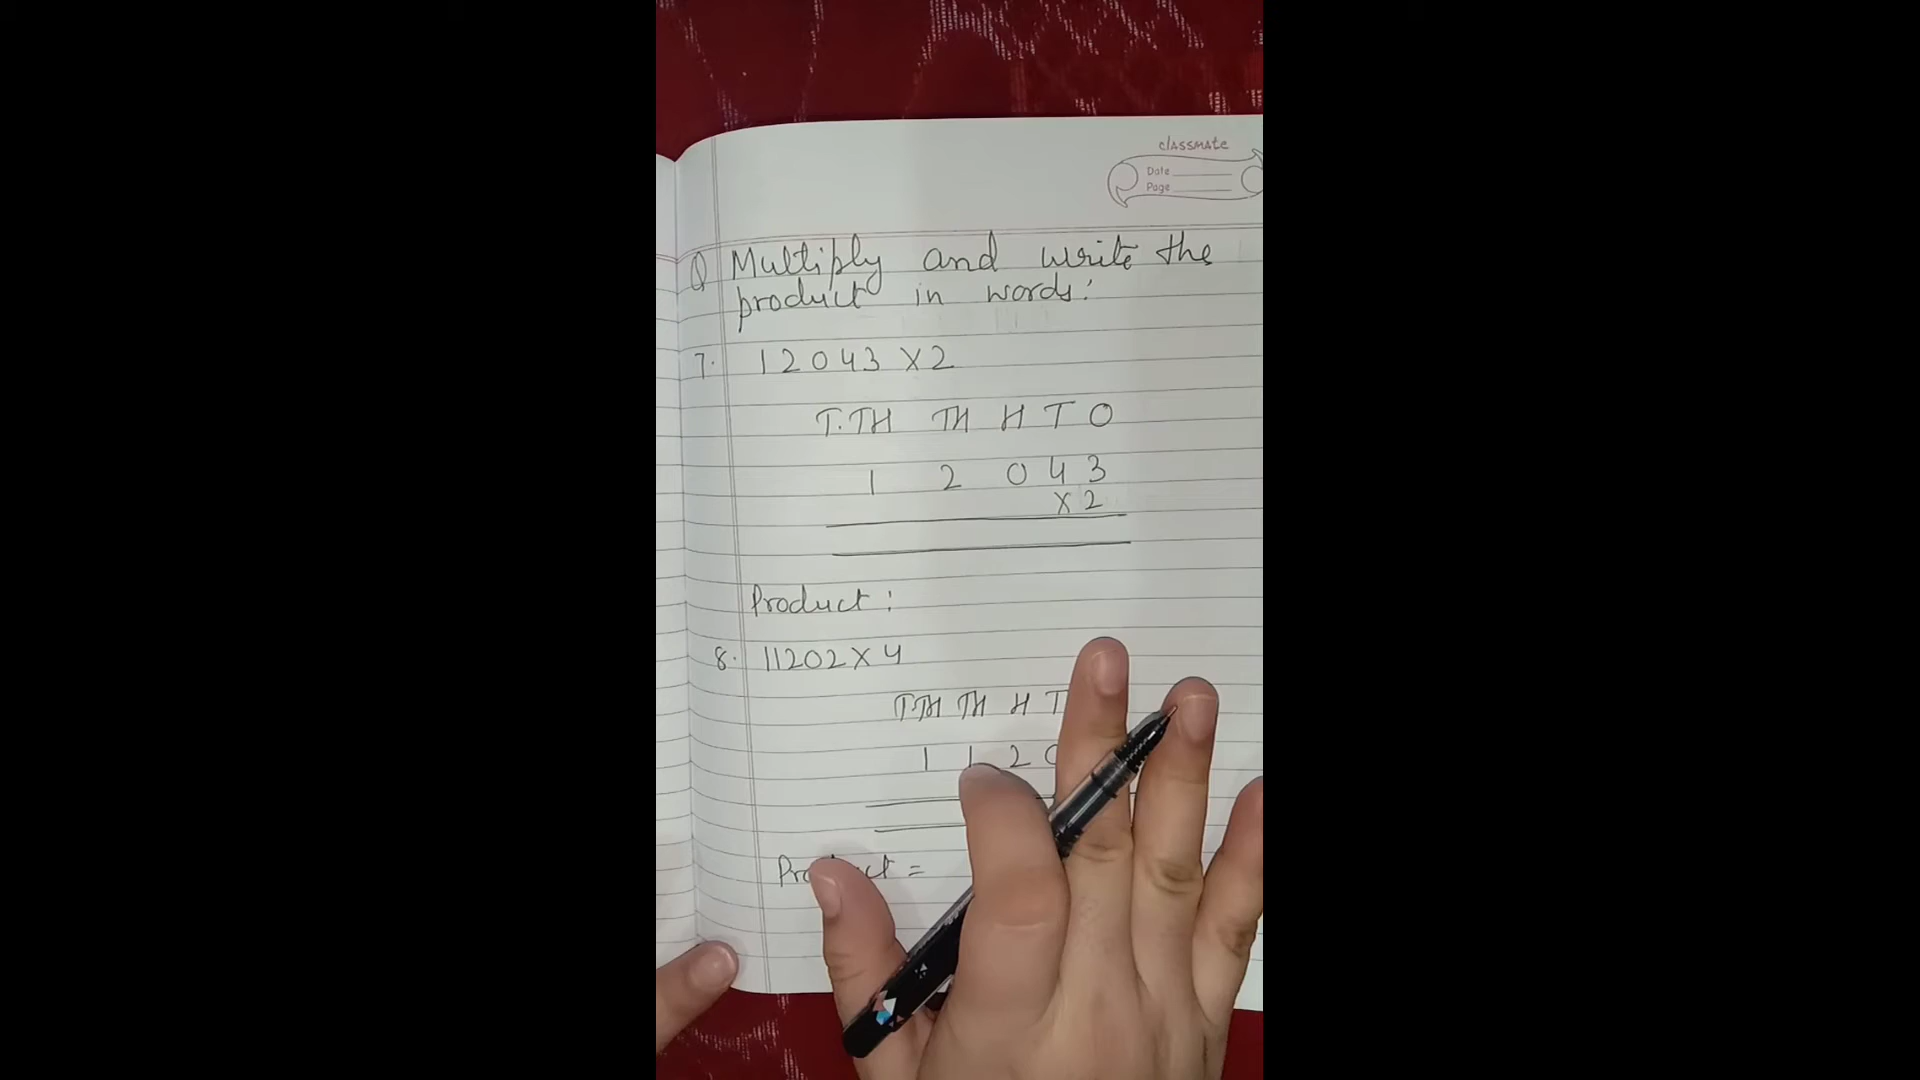 classmate
Date
Page
Q Multiply and write the
product in words:
7. 12043 X 2
T.TH TH H T O
1 2 0 4 3
X 2
Product :
8. 11202 X 4
T.TH TH H T
1 1 2 0
=